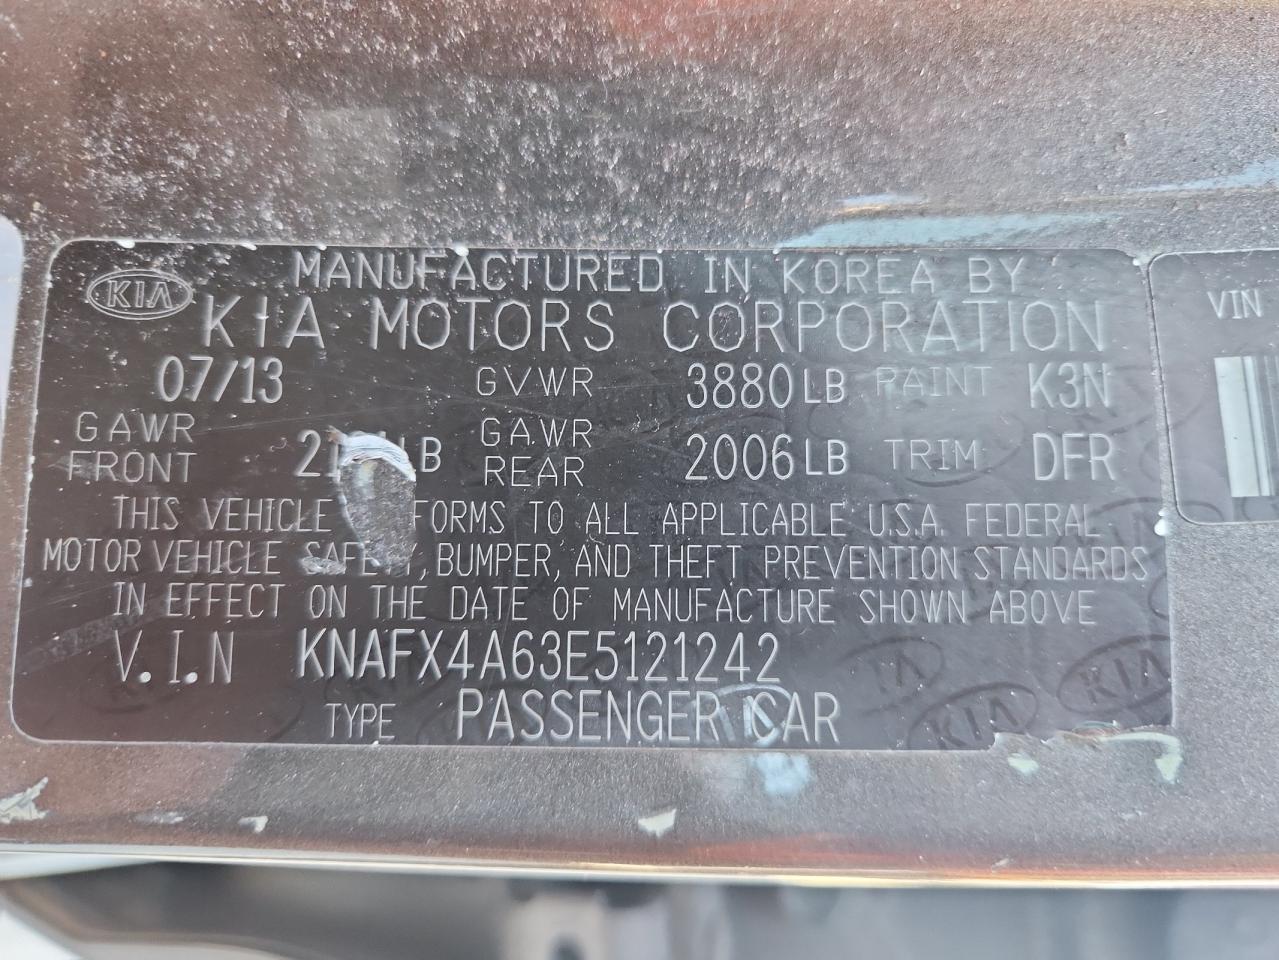 MANUFACTURED IN KOREA BY
KIA KIA MOTORS CORPORATION
07/13 GVWR 3880LB PAINT K3N
GAWR FRONT LB GAWR REAR 2006LB TRIM DFR
THIS VEHICLE FORMS TO ALL APPLICABLE U.S.A. FEDERAL
MOTOR VEHICLE SAFETY, BUMPER, AND THEFT PREVENTION STANDARDS
IN EFFECT ON THE DATE OF MANUFACTURE SHOWN ABOVE
V.I.N KNAFX4A63E5121242
TYPE PASSENGER CAR
VIN